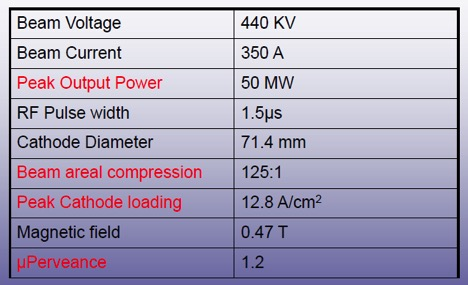 Beam Voltage 440 KV
Beam Current 350 A
Peak Output Power 50 MW
RF Pulse width 1.5µs
Cathode Diameter 71.4 mm
Beam areal compression 125:1
Peak Cathode loading 12.8 A/cm²
Magnetic field 0.47 T
µPerveance 1.2